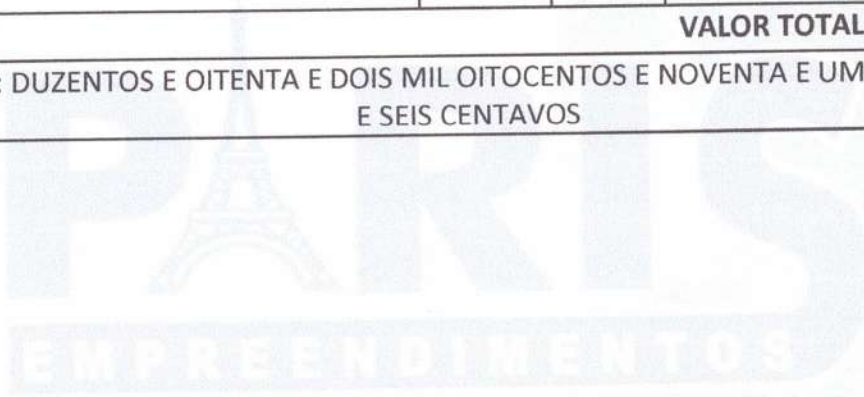 VALOR TOTAL
: DUZENTOS E OITENTA E DOIS MIL OITOCENTOS E NOVENTA E UM
E SEIS CENTAVOS
PARIS
EMPREENDIMENTOS